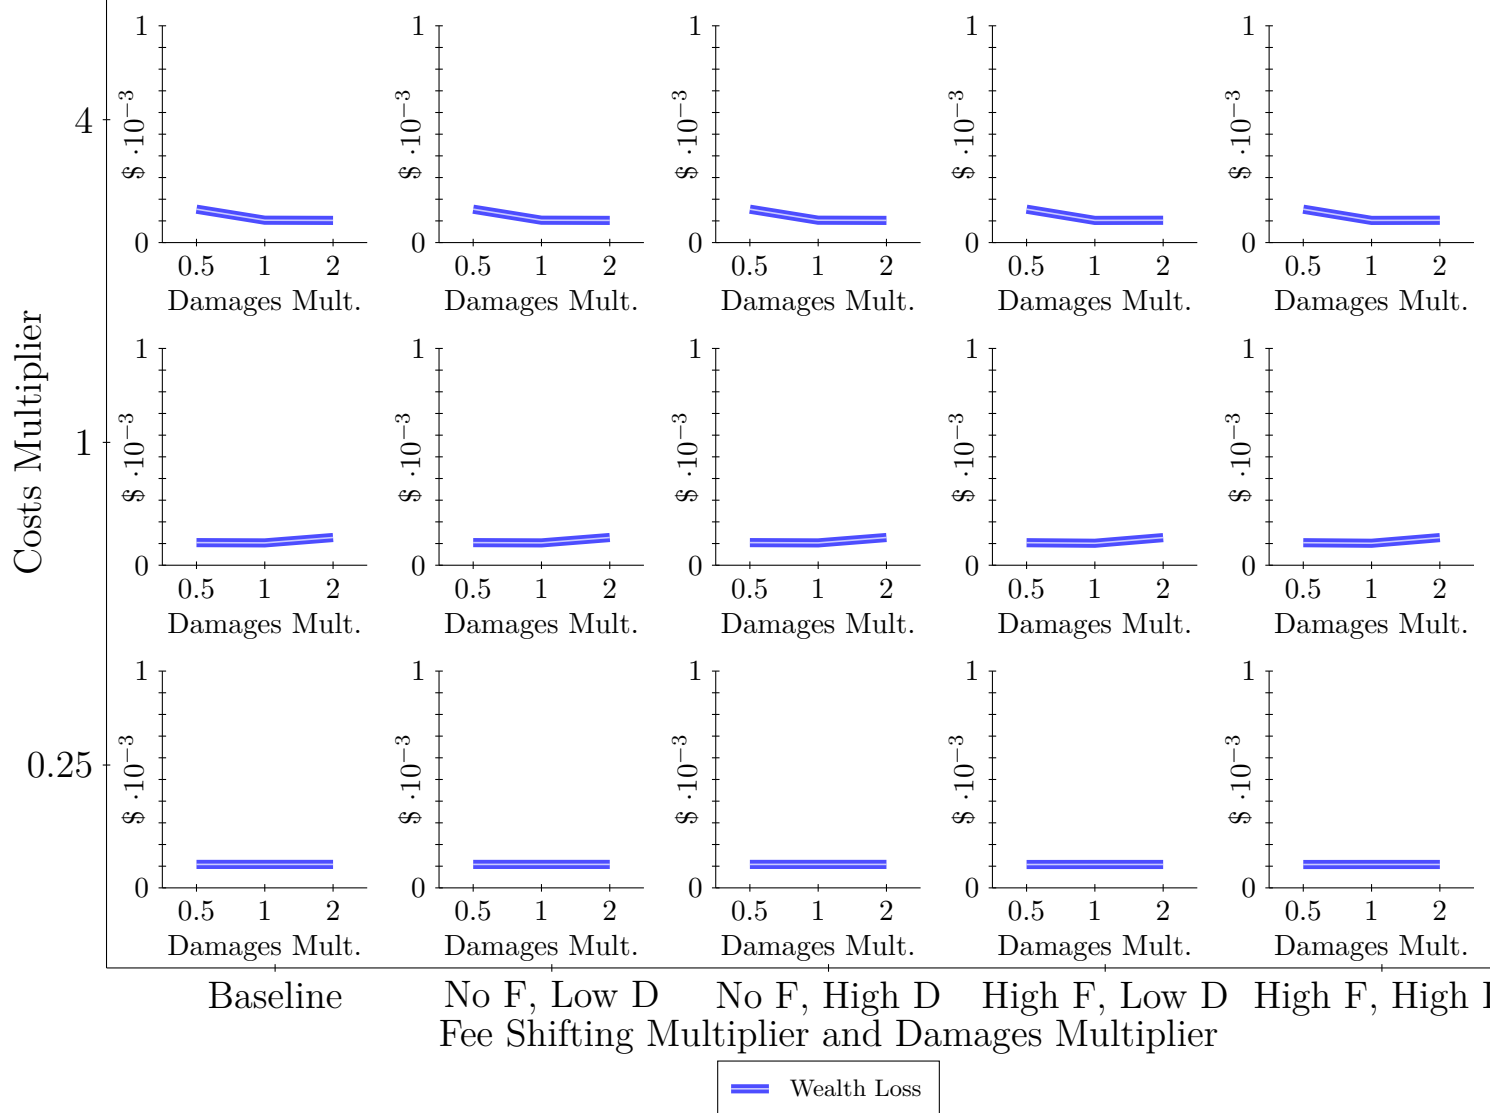 1 1 1 1 1
$ ·10⁻³ $ ·10⁻³ $ ·10⁻³ $ ·10⁻³ $ ·10⁻³
4
0 0 0 0 0
0.5 1 2 0.5 1 2 0.5 1 2 0.5 1 2 0.5 1 2
Damages Mult. Damages Mult. Damages Mult. Damages Mult. Damages Mult.
Costs Multiplier
1 1 1 1 1
$ ·10⁻³ $ ·10⁻³ $ ·10⁻³ $ ·10⁻³ $ ·10⁻³
1
0 0 0 0 0
0.5 1 2 0.5 1 2 0.5 1 2 0.5 1 2 0.5 1 2
Damages Mult. Damages Mult. Damages Mult. Damages Mult. Damages Mult.
1 1 1 1 1
$ ·10⁻³ $ ·10⁻³ $ ·10⁻³ $ ·10⁻³ $ ·10⁻³
0.25
0 0 0 0 0
0.5 1 2 0.5 1 2 0.5 1 2 0.5 1 2 0.5 1 2
Damages Mult. Damages Mult. Damages Mult. Damages Mult. Damages Mult.
Baseline No F, Low D No F, High D High F, Low D High F, High
Fee Shifting Multiplier and Damages Multiplier
Wealth Loss